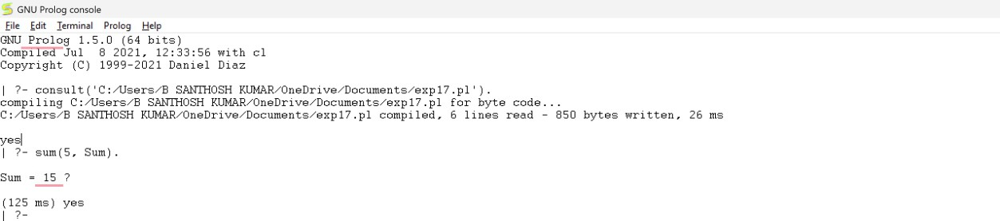 GNU Prolog console
File Edit Terminal Prolog Help
GNU Prolog 1.5.0 (64 bits)
Compiled Jul  8 2021, 12:33:56 with cl
Copyright (C) 1999-2021 Daniel Diaz
| ?- consult('C:/Users/B SANTHOSH KUMAR/OneDrive/Documents/exp17.pl').
compiling C:/Users/B SANTHOSH KUMAR/OneDrive/Documents/exp17.pl for byte code...
C:/Users/B SANTHOSH KUMAR/OneDrive/Documents/exp17.pl compiled, 6 lines read - 850 bytes written, 26 ms
yes
| ?- sum(5, Sum).
Sum = 15 ?
(125 ms) yes
| ?-